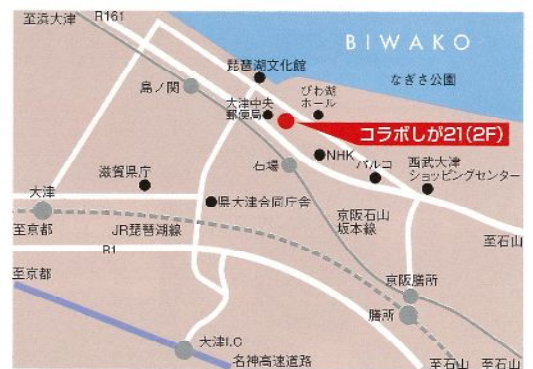 至浜大津
R161
BIWAKO
琵琶湖文化館
なぎさ公園
島ノ関
大津中央
郵便局
びわ湖
ホール
コラボしが21(2F)
石場
NHK
パルコ
西武大津
ショッピングセンター
滋賀県庁
大津
県大津合同庁舎
京阪石山
坂本線
至京都
JR琵琶湖線
至石山
R1
至京都
京阪膳所
膳所
大津I.C
名神高速道路
至石山
至石山